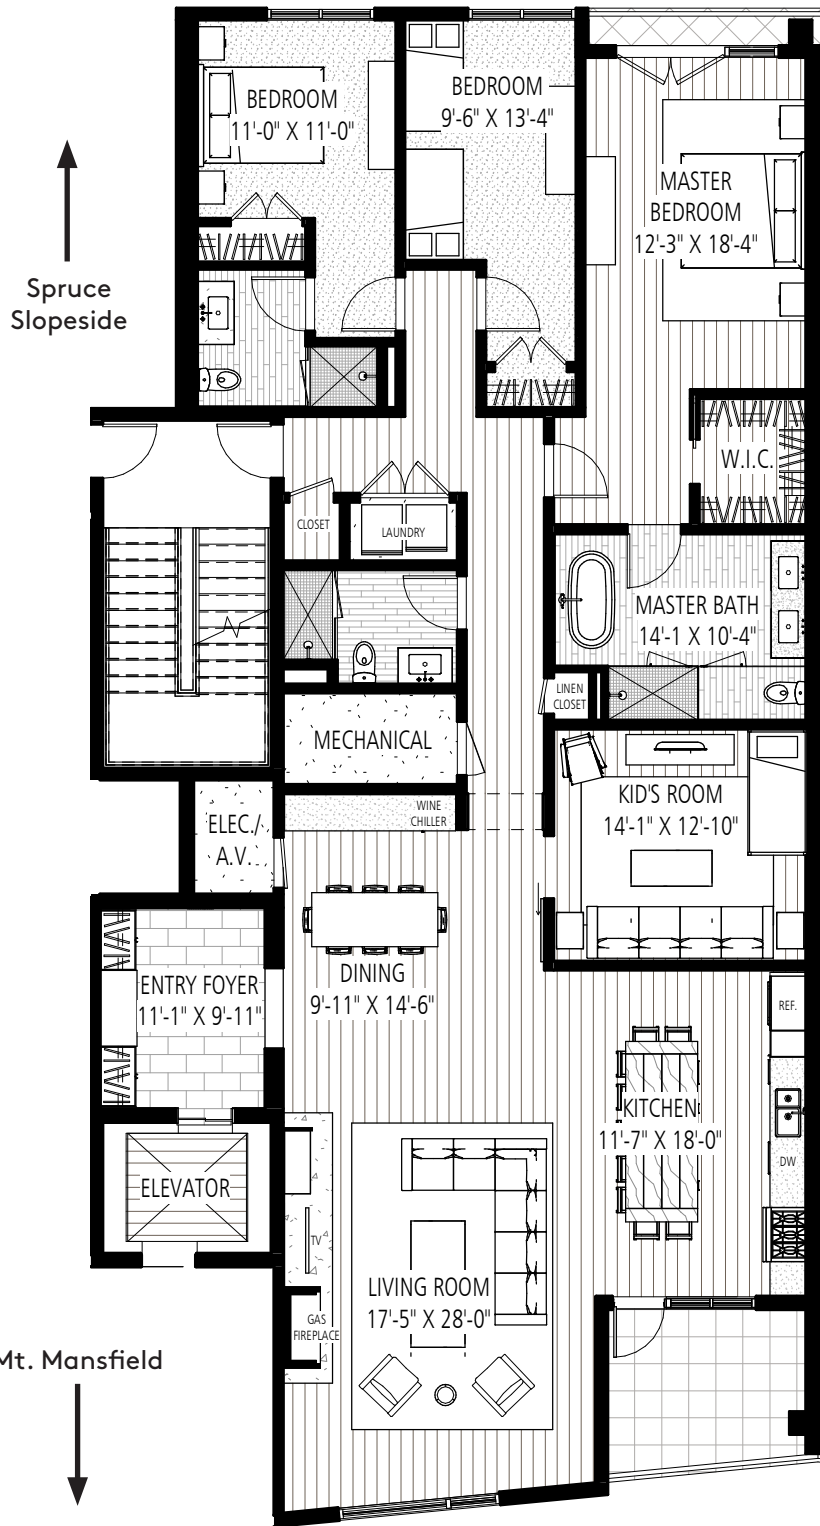 BEDROOM
11'-0" X 11'-0"
BEDROOM
9'-6" X 13'-4"
MASTER
BEDROOM
12'-3" X 18'-4"
Spruce
Slopeside
W.I.C.
CLOSET
LAUNDRY
MASTER BATH
14'-1 X 10'-4"
LINEN
CLOSET
MECHANICAL
KID'S ROOM
14'-1" X 12'-10"
WINE
CHILLER
ELEC./
A.V.
DINING
9'-11" X 14'-6"
ENTRY FOYER
11'-1" X 9'-11"
REF.
KITCHEN
11'-7" X 18'-0"
DW
ELEVATOR
TV
LIVING ROOM
17'-5" X 28'-0"
GAS
FIREPLACE
Mt. Mansfield